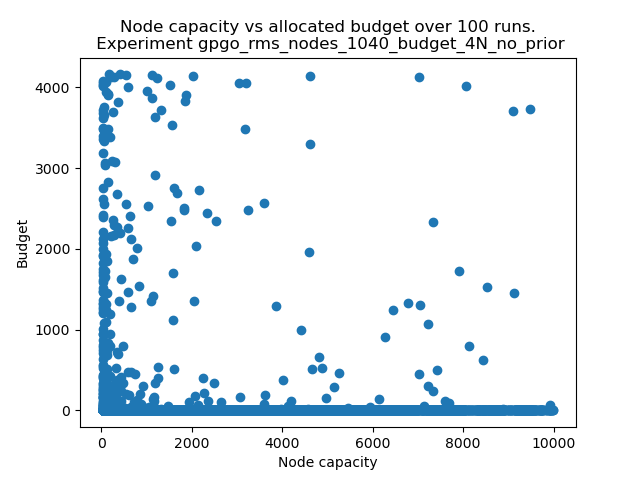 Node capacity vs allocated budget over 100 runs.
Experiment gpgo_rms_nodes_1040_budget_4N_no_prior
4000
3000
2000
1000
0
Budget
0 2000 4000 6000 8000 10000
Node capacity